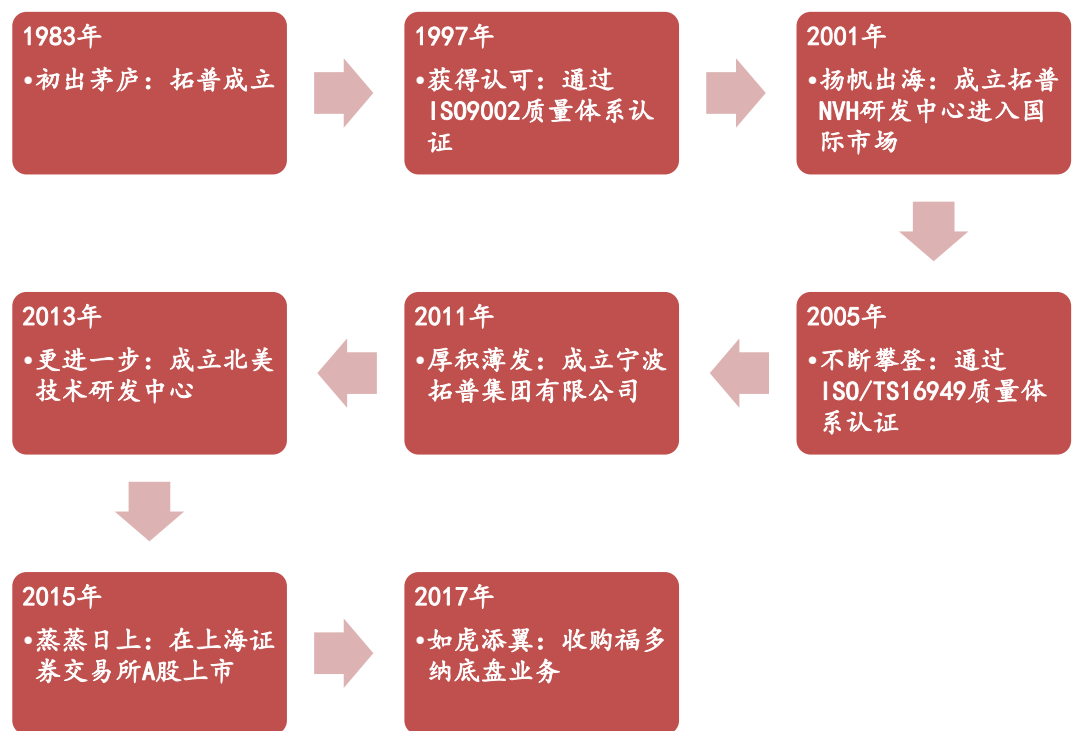 1983年
•初出茅庐：拓普成立
1997年
•获得认可：通过
ISO9002质量体系认
证
2001年
•扬帆出海：成立拓普
NVH研发中心进入国
际市场
2005年
•不断攀登：通过
ISO/TS16949质量体
系认证
2011年
•厚积薄发：成立宁波
拓普集团有限公司
2013年
•更进一步：成立北美
技术研发中心
2015年
•蒸蒸日上：在上海证
券交易所A股上市
2017年
•如虎添翼：收购福多
纳底盘业务